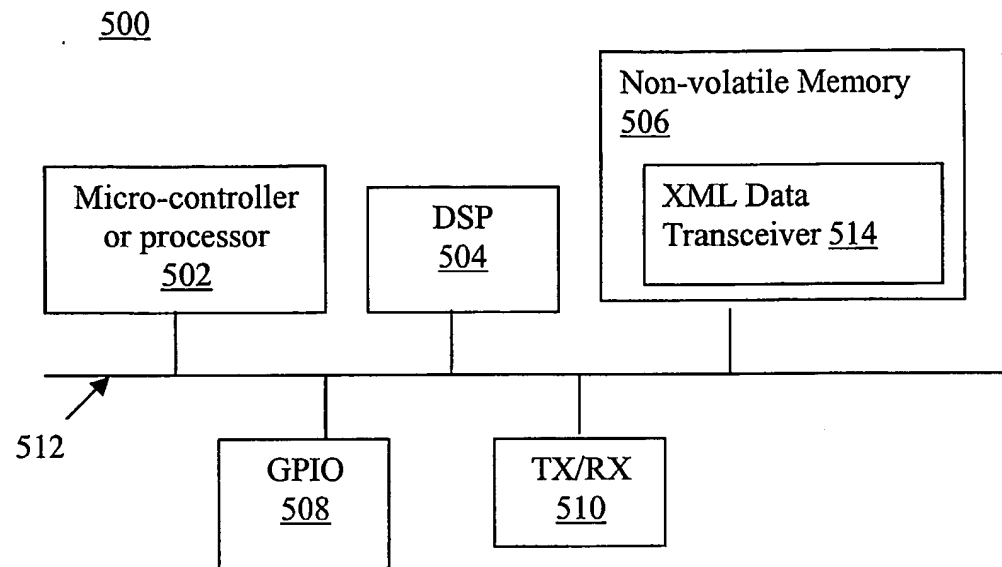 500
Micro-controller
or processor
502
DSP
504
Non-volatile Memory
506
XML Data
Transceiver 514
512
GPIO
508
TX/RX
510